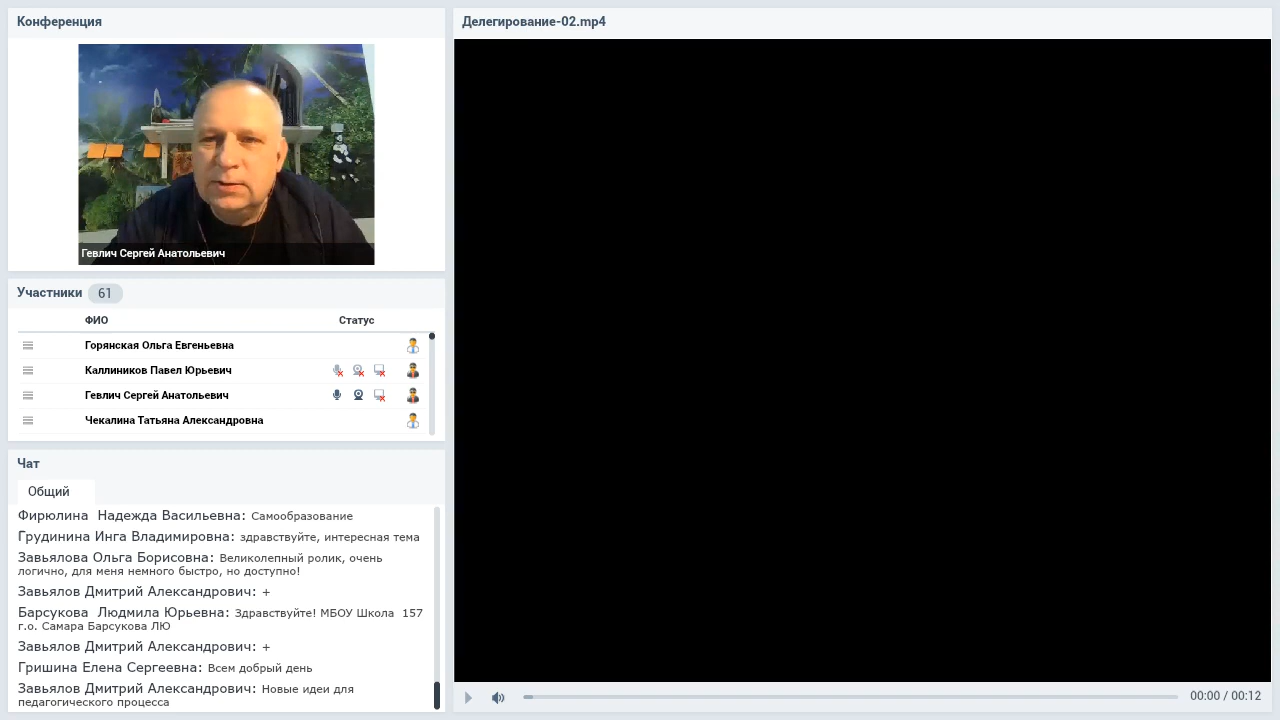 Конференция
Гевлич Сергей Анатольевич
Участники 61
ФИО Статус
Горянская Ольга Евгеньевна
Каллиников Павел Юрьевич
Гевлич Сергей Анатольевич
Чекалина Татьяна Александровна
Чат
Общий
Фирюлина Надежда Васильевна: Самообразование
Грудинина Инга Владимировна: здравствуйте, интересная тема
Завьялова Ольга Борисовна: Великолепный ролик, очень
логично, для меня немного быстро, но доступно!
Завьялов Дмитрий Александрович: +
Барсукова Людмила Юрьевна: Здравствуйте! МБОУ Школа 157
г.о. Самара Барсукова ЛЮ
Завьялов Дмитрий Александрович: +
Гришина Елена Сергеевна: Всем добрый день
Завьялов Дмитрий Александрович: Новые идеи для
педагогического процесса
Делегирование-02.mp4
00:00 / 00:12